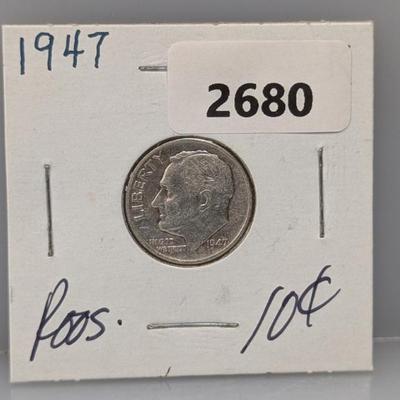 1947
2680
LIBERTY
IN GOD
WE TRUST
1947
Roos.
10¢